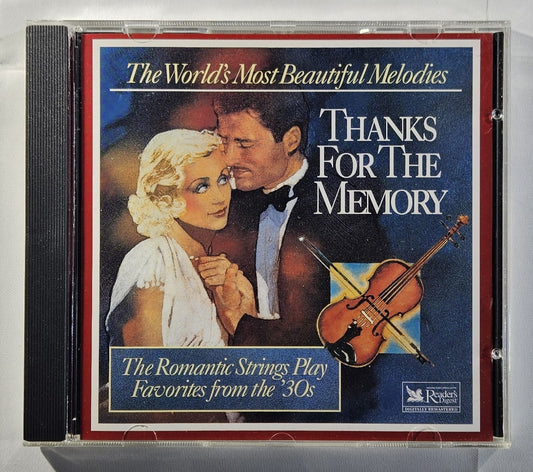 The World's Most Beautiful Melodies
THANKS
FOR THE
MEMORY
The Romantic Strings Play
Favorites from the '30s
Reader's
Digest
DIGITALLY REMASTERED